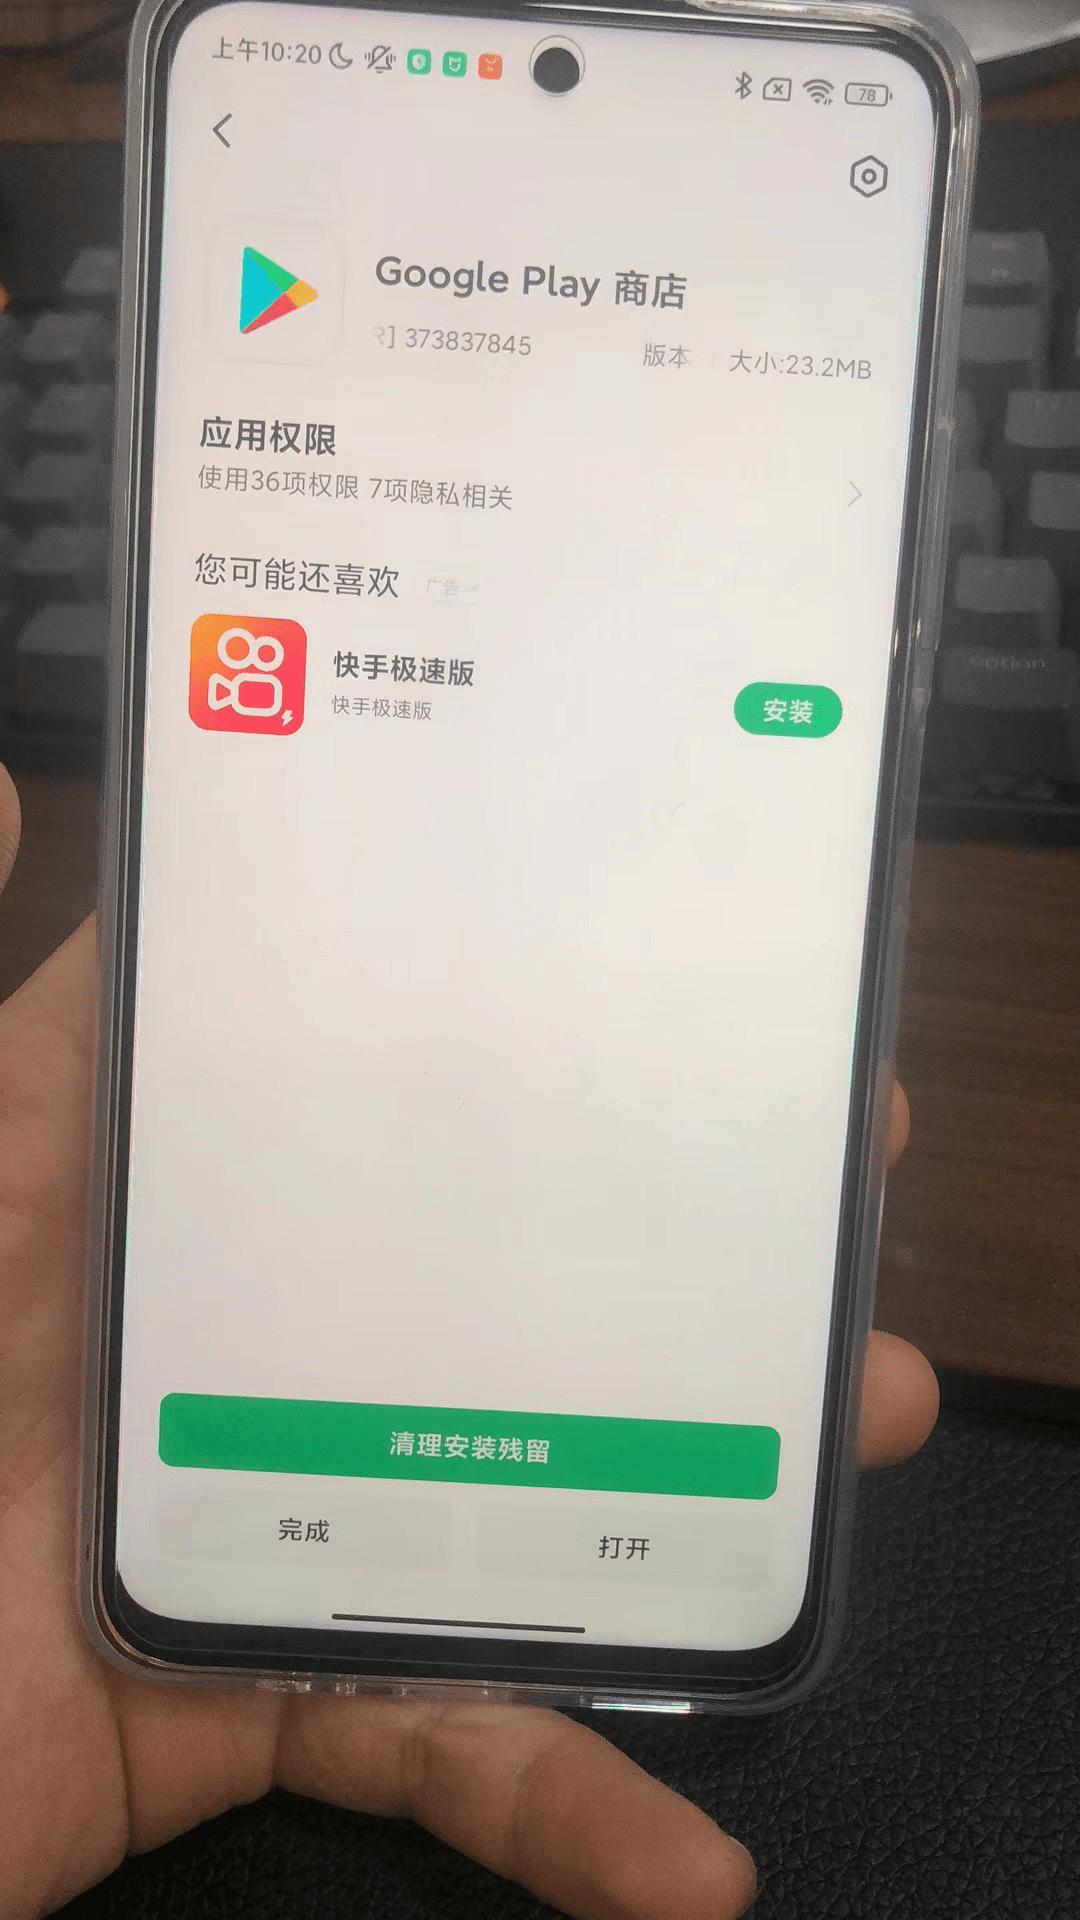 上午10:20
78
Google Play 商店
R] 373837845
版本
大小:23.2MB
应用权限
使用36项权限 7项隐私相关
您可能还喜欢
广告
快手极速版
快手极速版
安装
清理安装残留
完成
打开
option